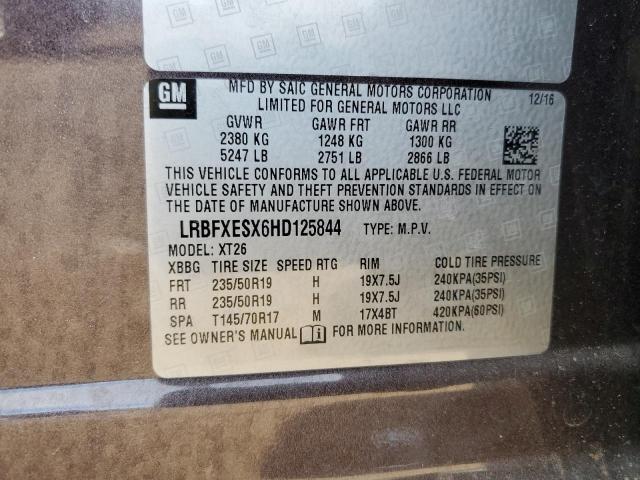 GM
MFD BY SAIC GENERAL MOTORS CORPORATION
LIMITED FOR GENERAL MOTORS LLC
12/16
GVWR GAWR FRT GAWR RR
2380 KG 1248 KG 1300 KG
5247 LB 2751 LB 2866 LB
THIS VEHICLE CONFORMS TO ALL APPLICABLE U.S. FEDERAL MOTOR
VEHICLE SAFETY AND THEFT PREVENTION STANDARDS IN EFFECT ON
THE DATE OF MANUFACTURE SHOWN ABOVE.
LRBFXESX6HD125844 TYPE: M.P.V.
MODEL: XT26
XBBG TIRE SIZE SPEED RTG RIM COLD TIRE PRESSURE
FRT 235/50R19 H 19X7.5J 240KPA(35PSI)
RR 235/50R19 H 19X7.5J 240KPA(35PSI)
SPA T145/70R17 M 17X4BT 420KPA(60PSI)
SEE OWNER'S MANUAL FOR MORE INFORMATION.